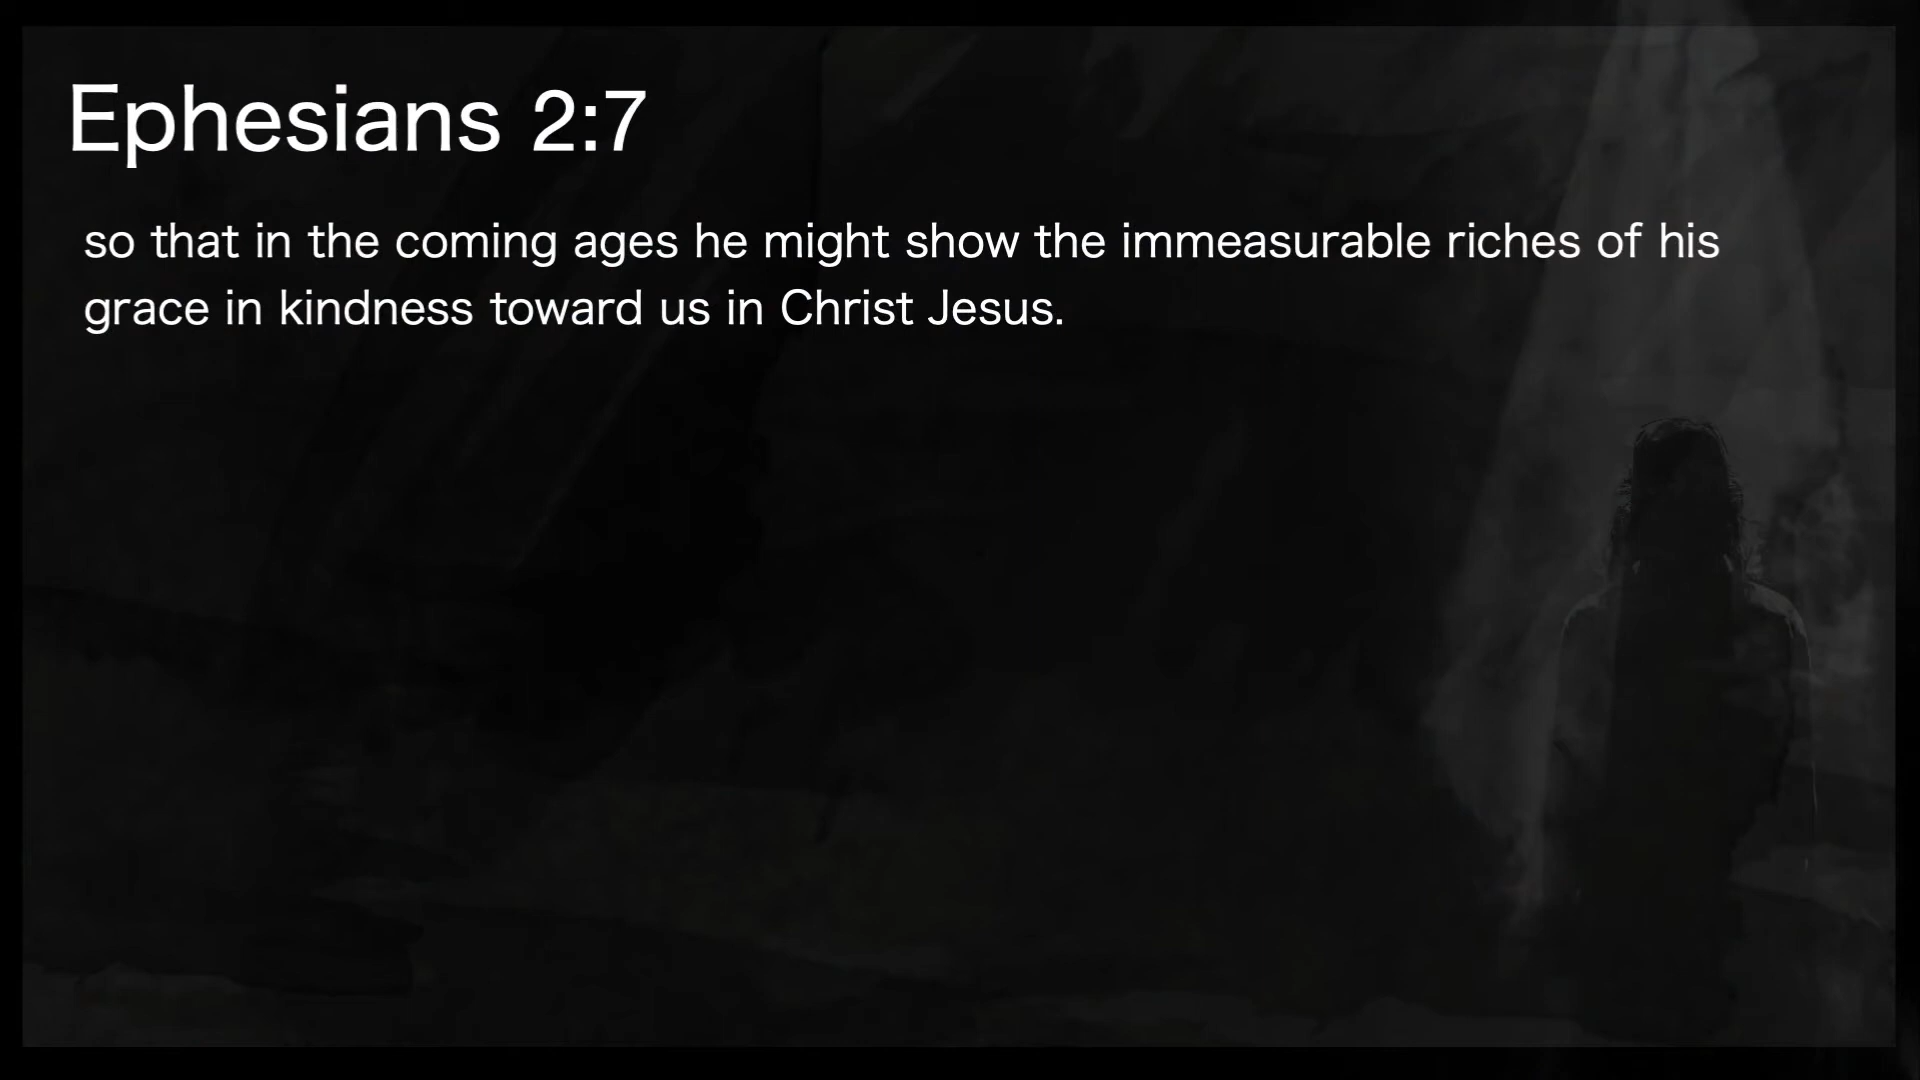 Ephesians 2:7
so that in the coming ages he might show the immeasurable riches of his
grace in kindness toward us in Christ Jesus.